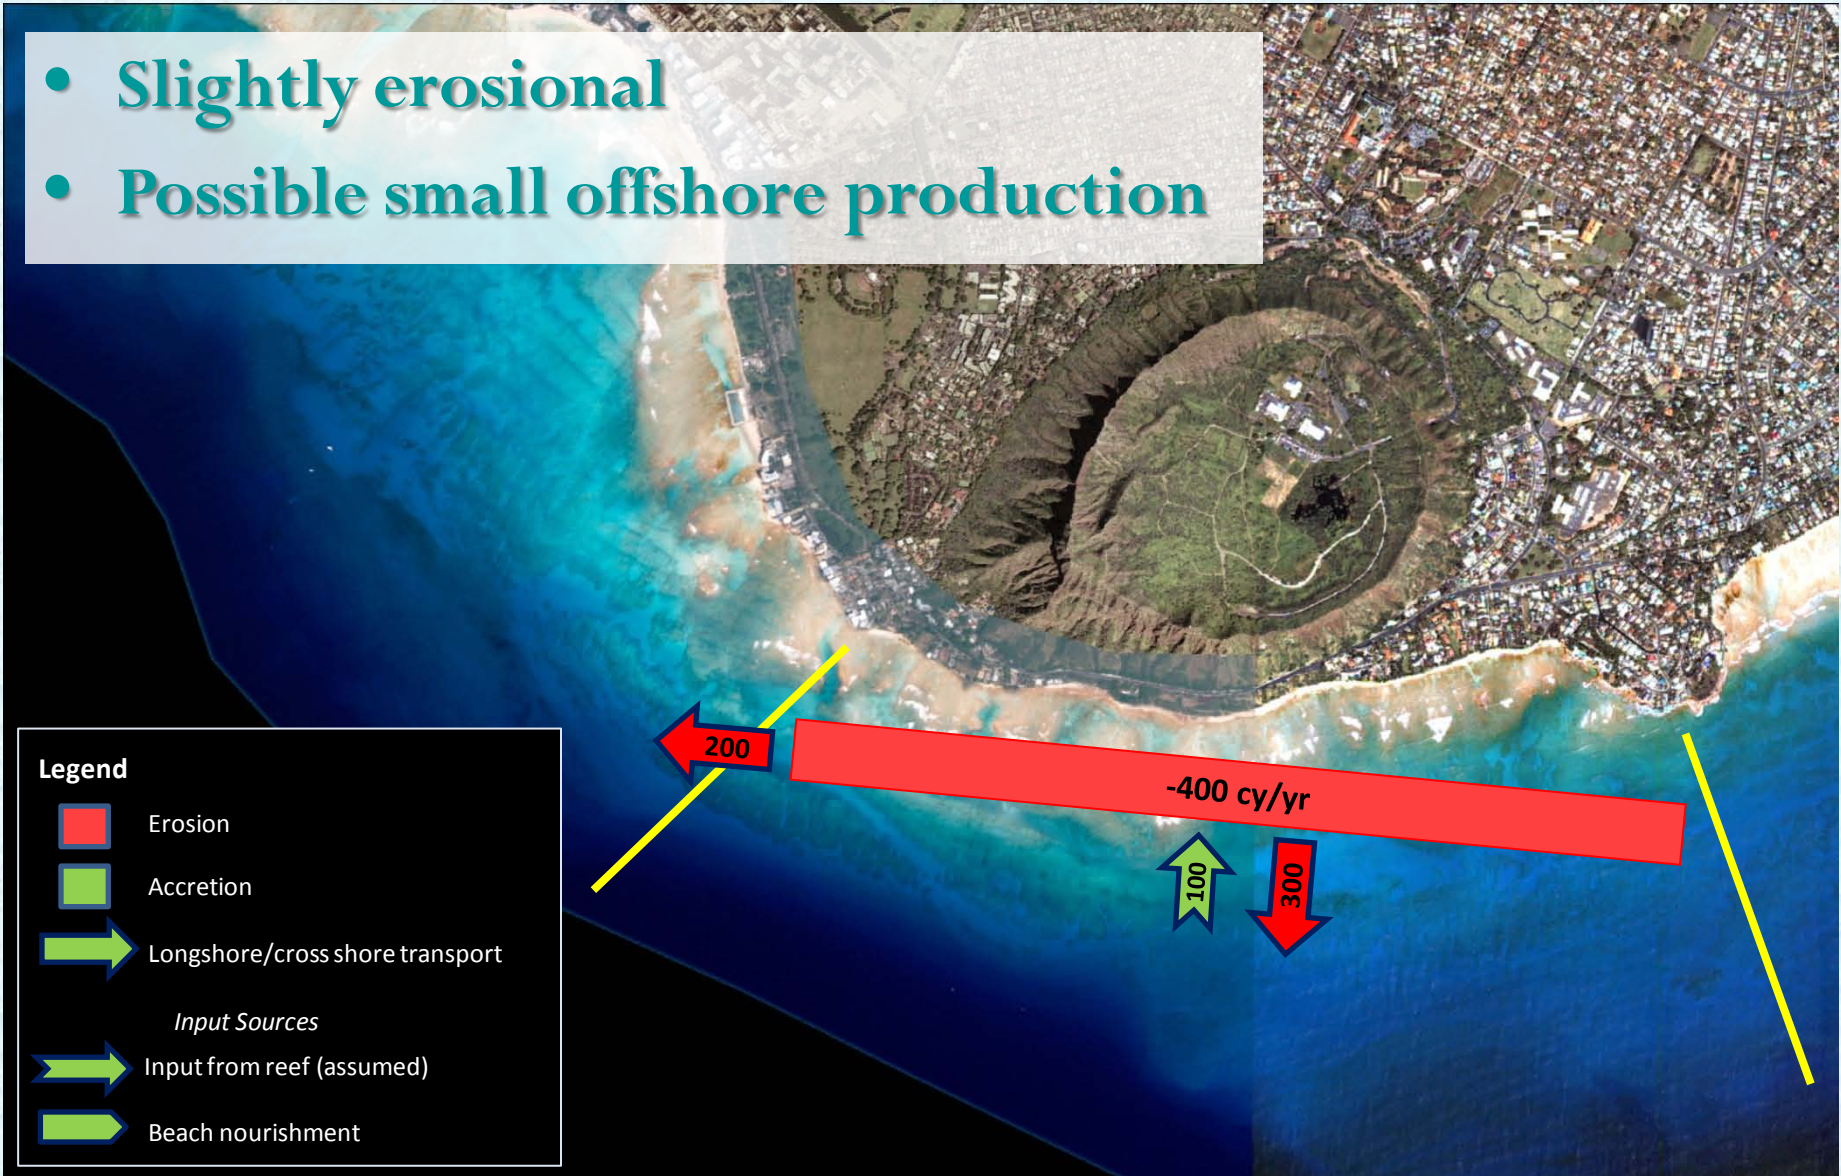 • Slightly erosional
• Possible small offshore production
200
-400 cy/yr
100
300
Legend
Erosion
Accretion
Longshore/cross shore transport
Input Sources
Input from reef (assumed)
Beach nourishment